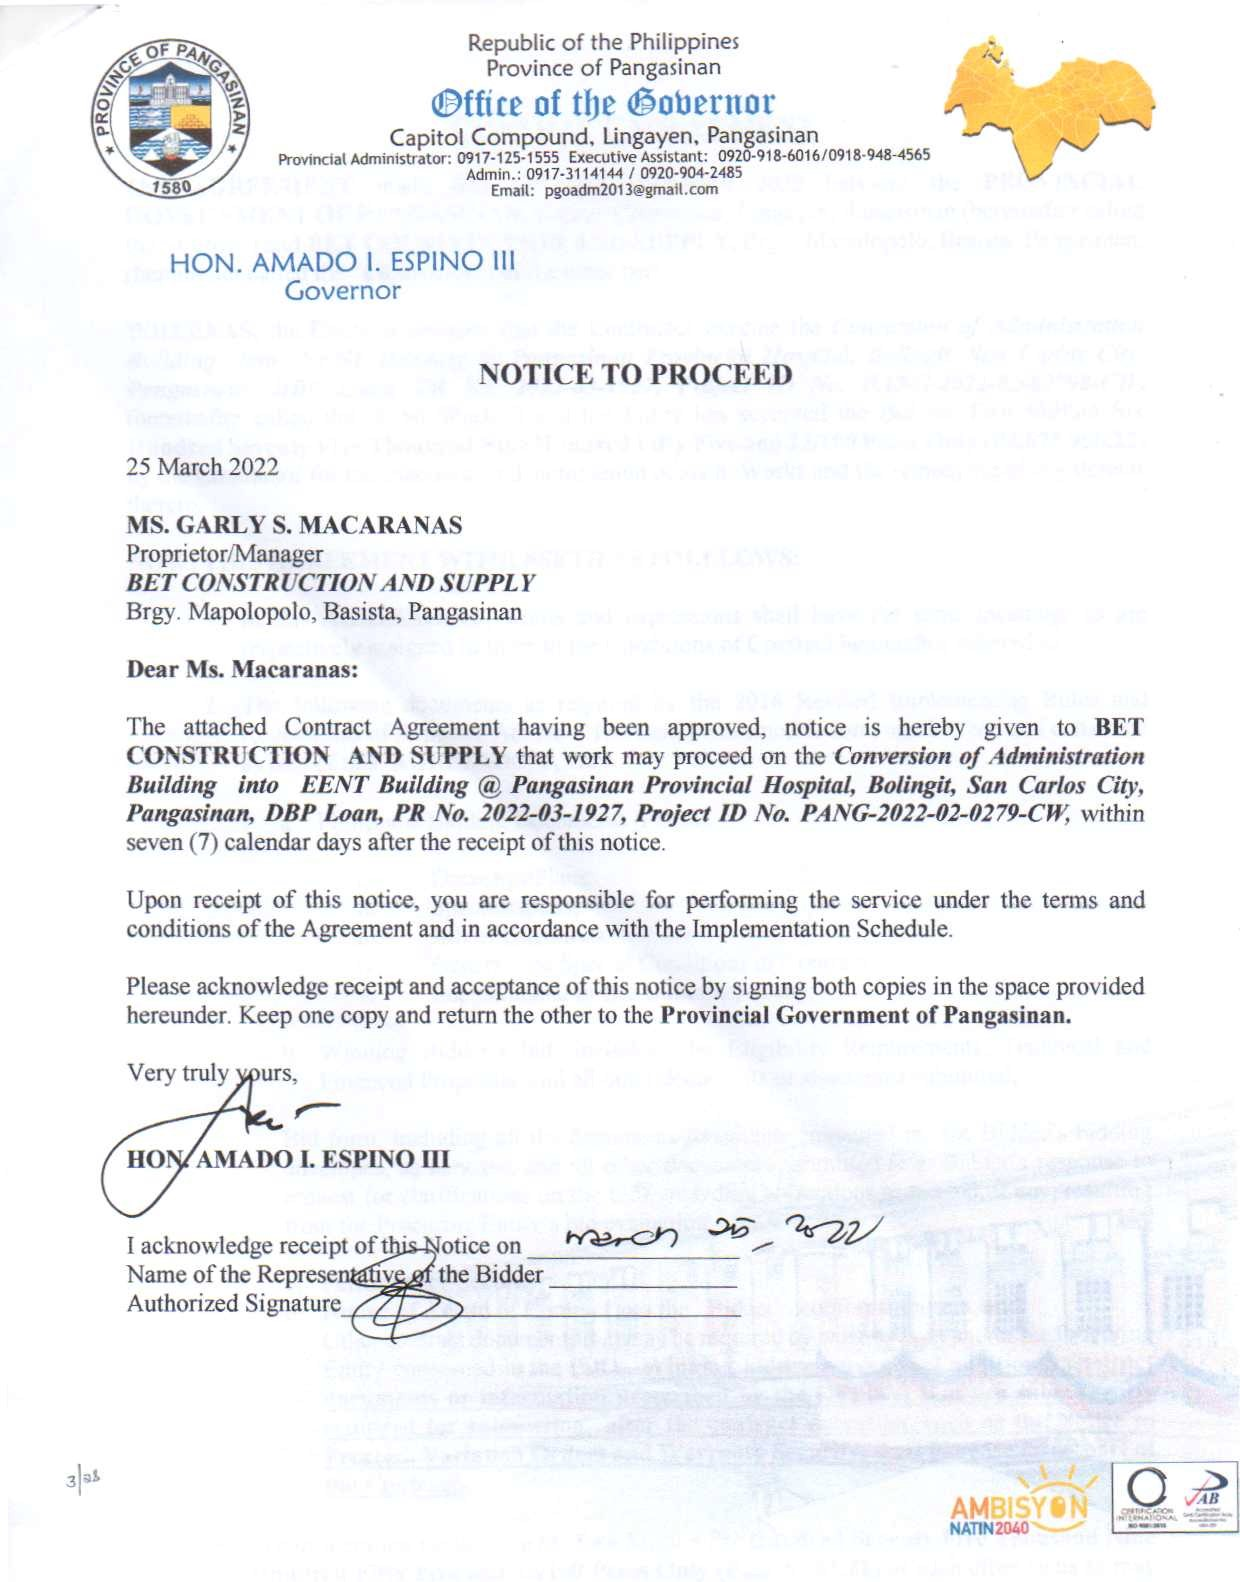 Republic of the Philippines
Province of Pangasinan
Office of the Governor
Capitol Compound, Lingayen, Pangasinan
Provincial Administrator: 0917-125-1555 Executive Assistant: 0920-918-6016/0918-948-4565
Admin.: 0917-3114144 / 0920-904-2485
Email: pgoadm2013@gmail.com
PROVINCE OF PANGASINAN
1580
HON. AMADO I. ESPINO III
Governor
NOTICE TO PROCEED
25 March 2022
MS. GARLY S. MACARANAS
Proprietor/Manager
BET CONSTRUCTION AND SUPPLY
Brgy. Mapolopolo, Basista, Pangasinan
Dear Ms. Macaranas:
The attached Contract Agreement having been approved, notice is hereby given to BET
CONSTRUCTION AND SUPPLY that work may proceed on the Conversion of Administration
Building into EENT Building @ Pangasinan Provincial Hospital, Bolingit, San Carlos City,
Pangasinan, DBP Loan, PR No. 2022-03-1927, Project ID No. PANG-2022-02-0279-CW, within
seven (7) calendar days after the receipt of this notice.
Upon receipt of this notice, you are responsible for performing the service under the terms and
conditions of the Agreement and in accordance with the Implementation Schedule.
Please acknowledge receipt and acceptance of this notice by signing both copies in the space provided
hereunder. Keep one copy and return the other to the Provincial Government of Pangasinan.
Very truly yours,
HON. AMADO I. ESPINO III
I acknowledge receipt of this Notice on March 25, 2022
Name of the Representative of the Bidder
Authorized Signature
3/28
AMBISYON
NATIN 2040
CERTIFICATION
INTERNATIONAL
ISO 9001:2015
AB